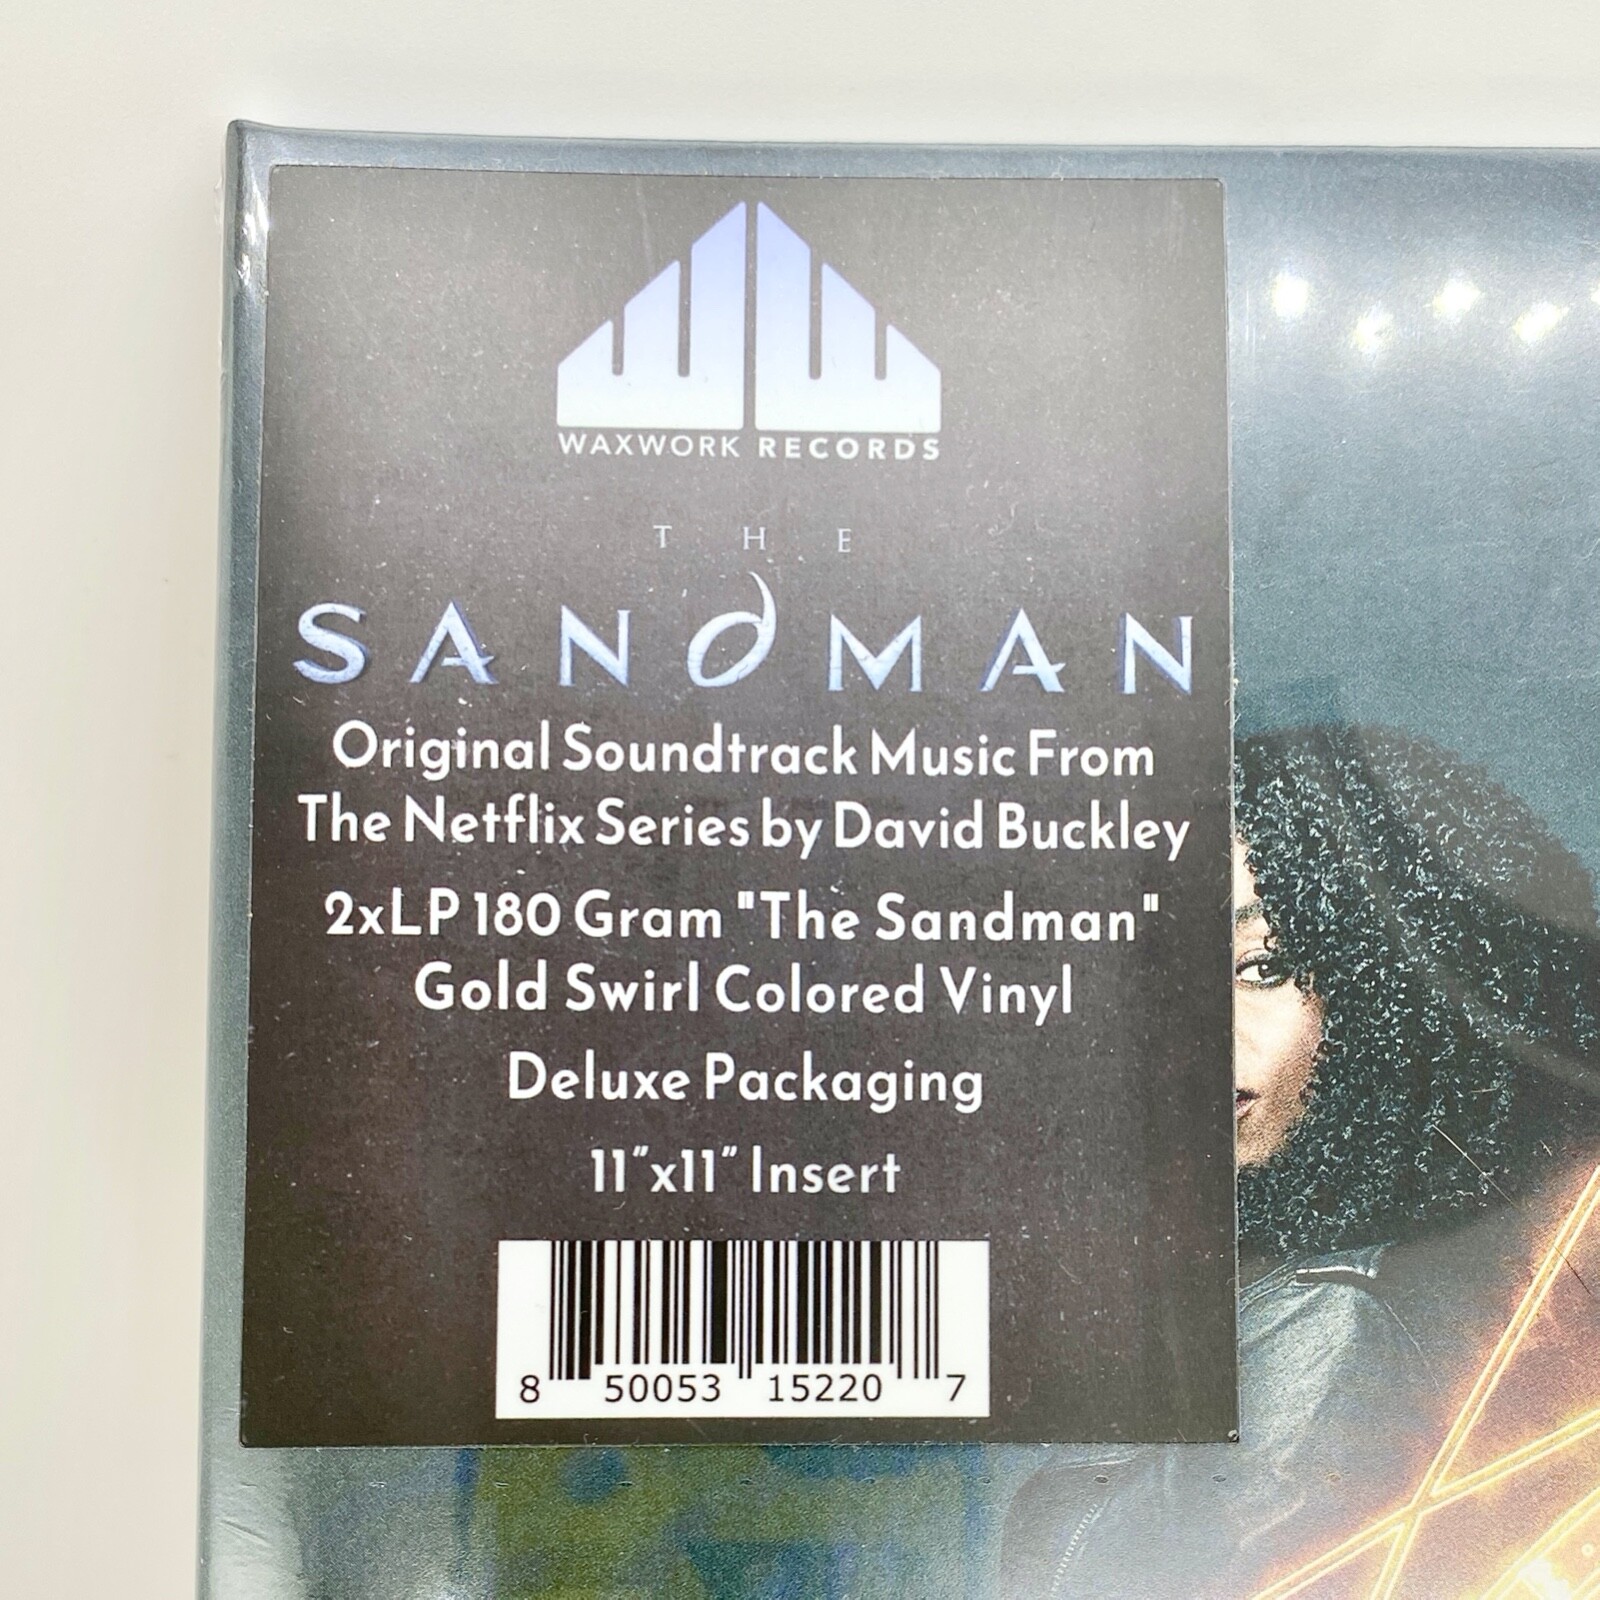 WAXWORK RECORDS
THE
SANDMAN
Original Soundtrack Music From
The Netflix Series by David Buckley
2xLP 180 Gram "The Sandman"
Gold Swirl Colored Vinyl
Deluxe Packaging
11"x11" Insert
8 50053 15220 7